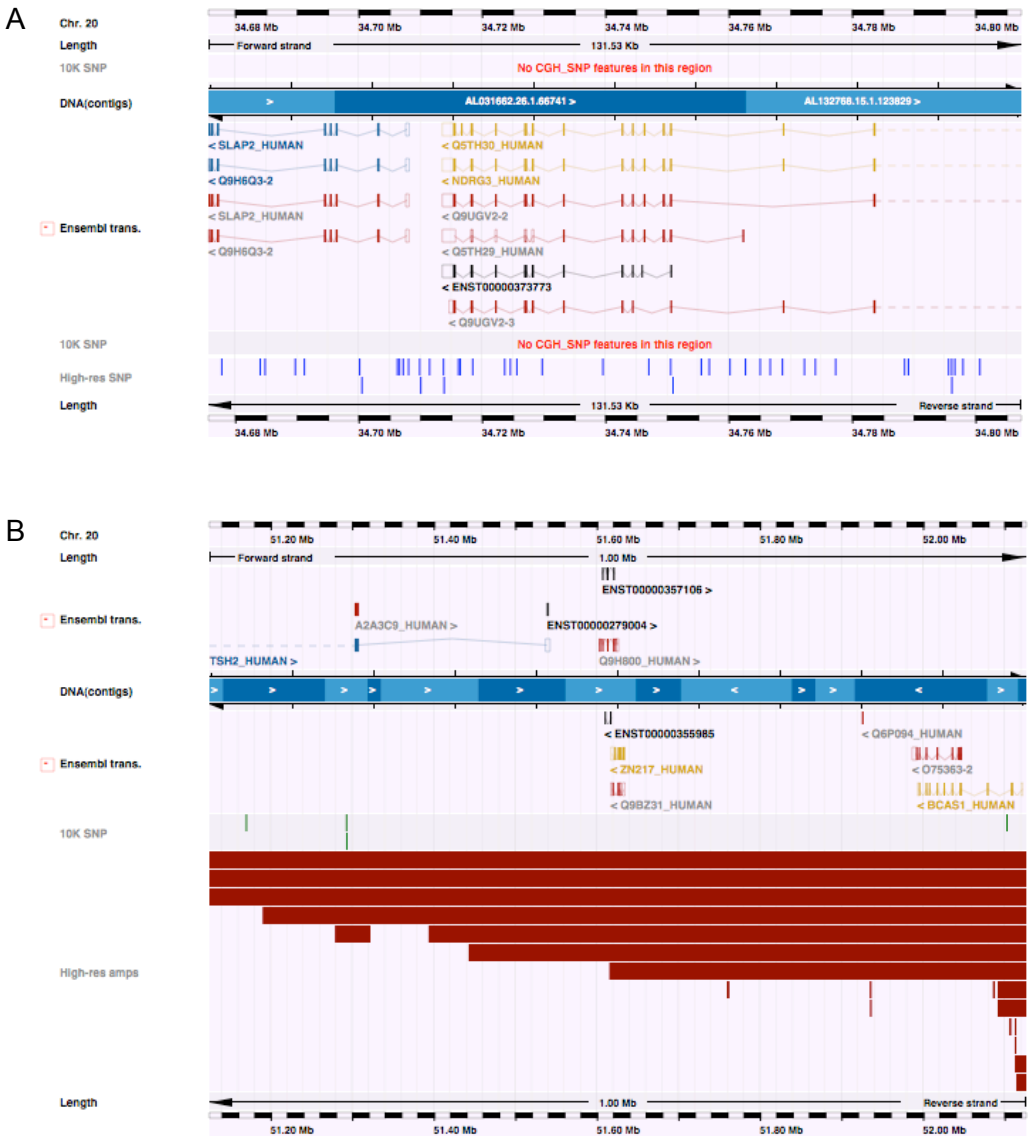 A
Chr. 20
34.68 Mb 34.70 Mb 34.72 Mb 34.74 Mb 34.76 Mb 34.78 Mb 34.80 Mb
Length Forward strand 131.53 Kb
10K SNP No CGH_SNP features in this region
DNA(contigs) > AL031662.26.1.66741 > AL132768.15.1.123829 >
< SLAP2_HUMAN < Q5TH30_HUMAN
< Q9H6Q3-2 < NDRG3_HUMAN
< SLAP2_HUMAN < Q9UGV2-2
Ensembl trans.
< Q9H6Q3-2 < Q5TH29_HUMAN
< ENST00000373773
< Q9UGV2-3
10K SNP No CGH_SNP features in this region
High-res SNP
Length 131.53 Kb Reverse strand
34.68 Mb 34.70 Mb 34.72 Mb 34.74 Mb 34.76 Mb 34.78 Mb 34.80 Mb
B
Chr. 20
51.20 Mb 51.40 Mb 51.60 Mb 51.80 Mb 52.00 Mb
Length Forward strand 1.00 Mb
ENST00000357106 >
Ensembl trans.
A2A3C9_HUMAN > ENST00000279004 >
TSH2_HUMAN > Q9H800_HUMAN >
DNA(contigs) > > > > > > > > > < > > < >
< ENST00000355985 < Q6P094_HUMAN
Ensembl trans.
< ZN217_HUMAN < O75363-2
< Q9BZ31_HUMAN < BCAS1_HUMAN
10K SNP
High-res amps
Length 1.00 Mb Reverse strand
51.20 Mb 51.40 Mb 51.60 Mb 51.80 Mb 52.00 Mb